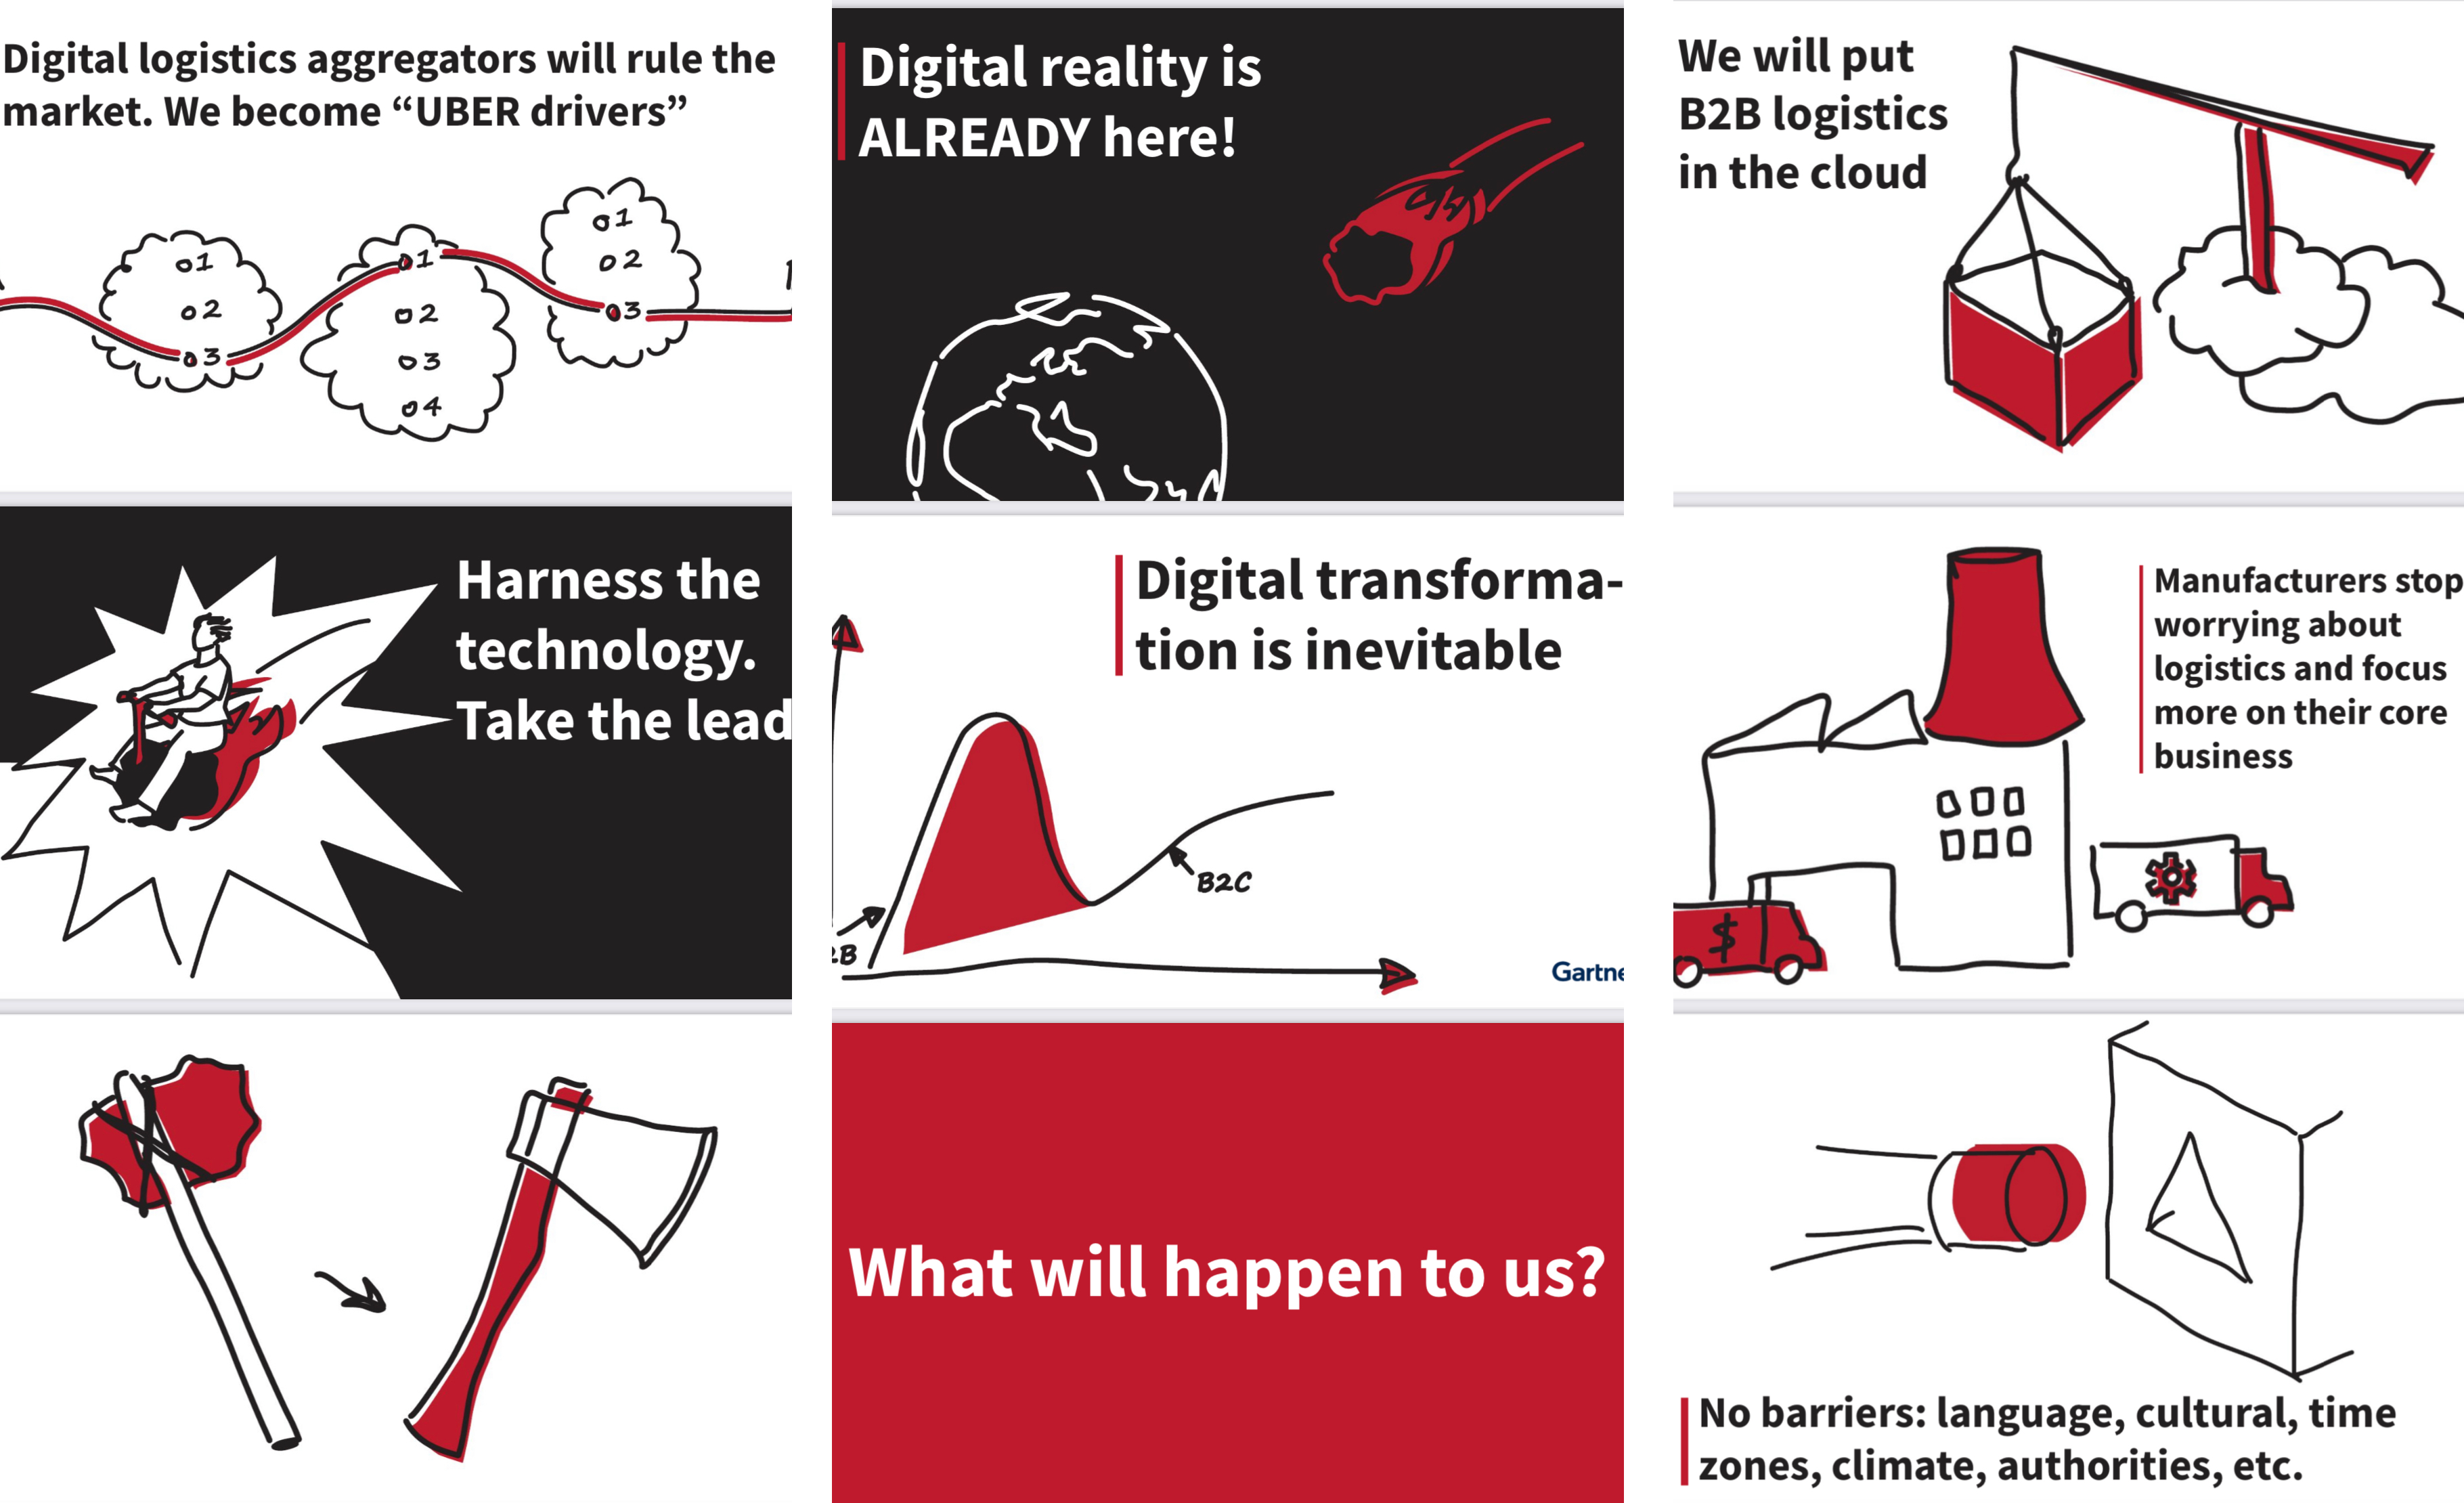 Digital logistics aggregators will rule the
market. We become “UBER drivers”
01
02
03
01
02
03
04
01
02
03
Harness the
technology.
Take the lead
Digital reality is
ALREADY here!
Digital transforma-
tion is inevitable
B2C
2B
Gartne
What will happen to us?
We will put
B2B logistics
in the cloud
Manufacturers stop
worrying about
logistics and focus
more on their core
business
$
No barriers: language, cultural, time
zones, climate, authorities, etc.